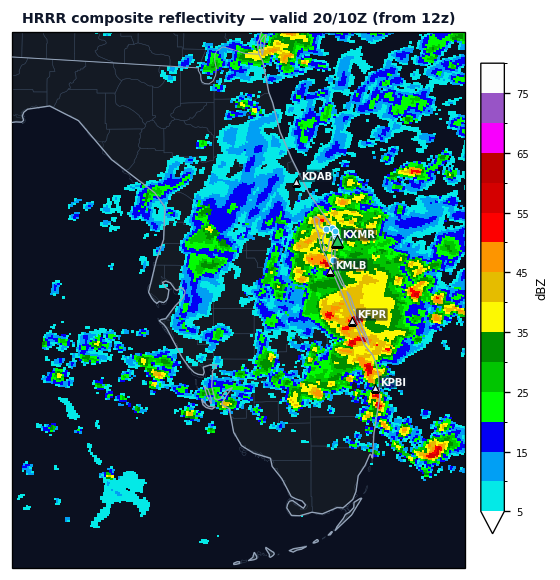 HRRR composite reflectivity — valid 20/10Z (from 12z)
KDAB
KXMR
KMLB
KFPR
KPBI
75
65
55
45
35
25
15
5
dBZ